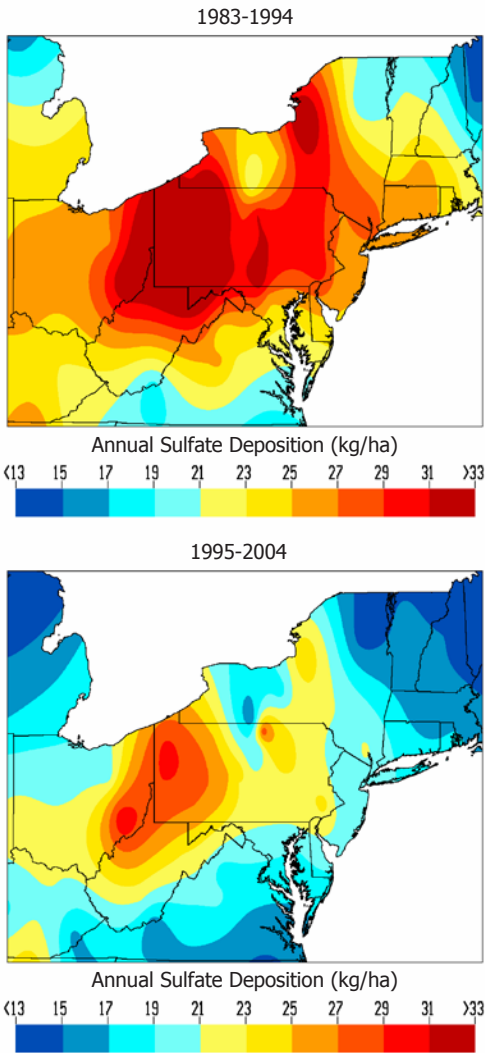 1983-1994
Annual Sulfate Deposition (kg/ha)
<13 15 17 19 21 23 25 27 29 31 >33
1995-2004
Annual Sulfate Deposition (kg/ha)
<13 15 17 19 21 23 25 27 29 31 >33